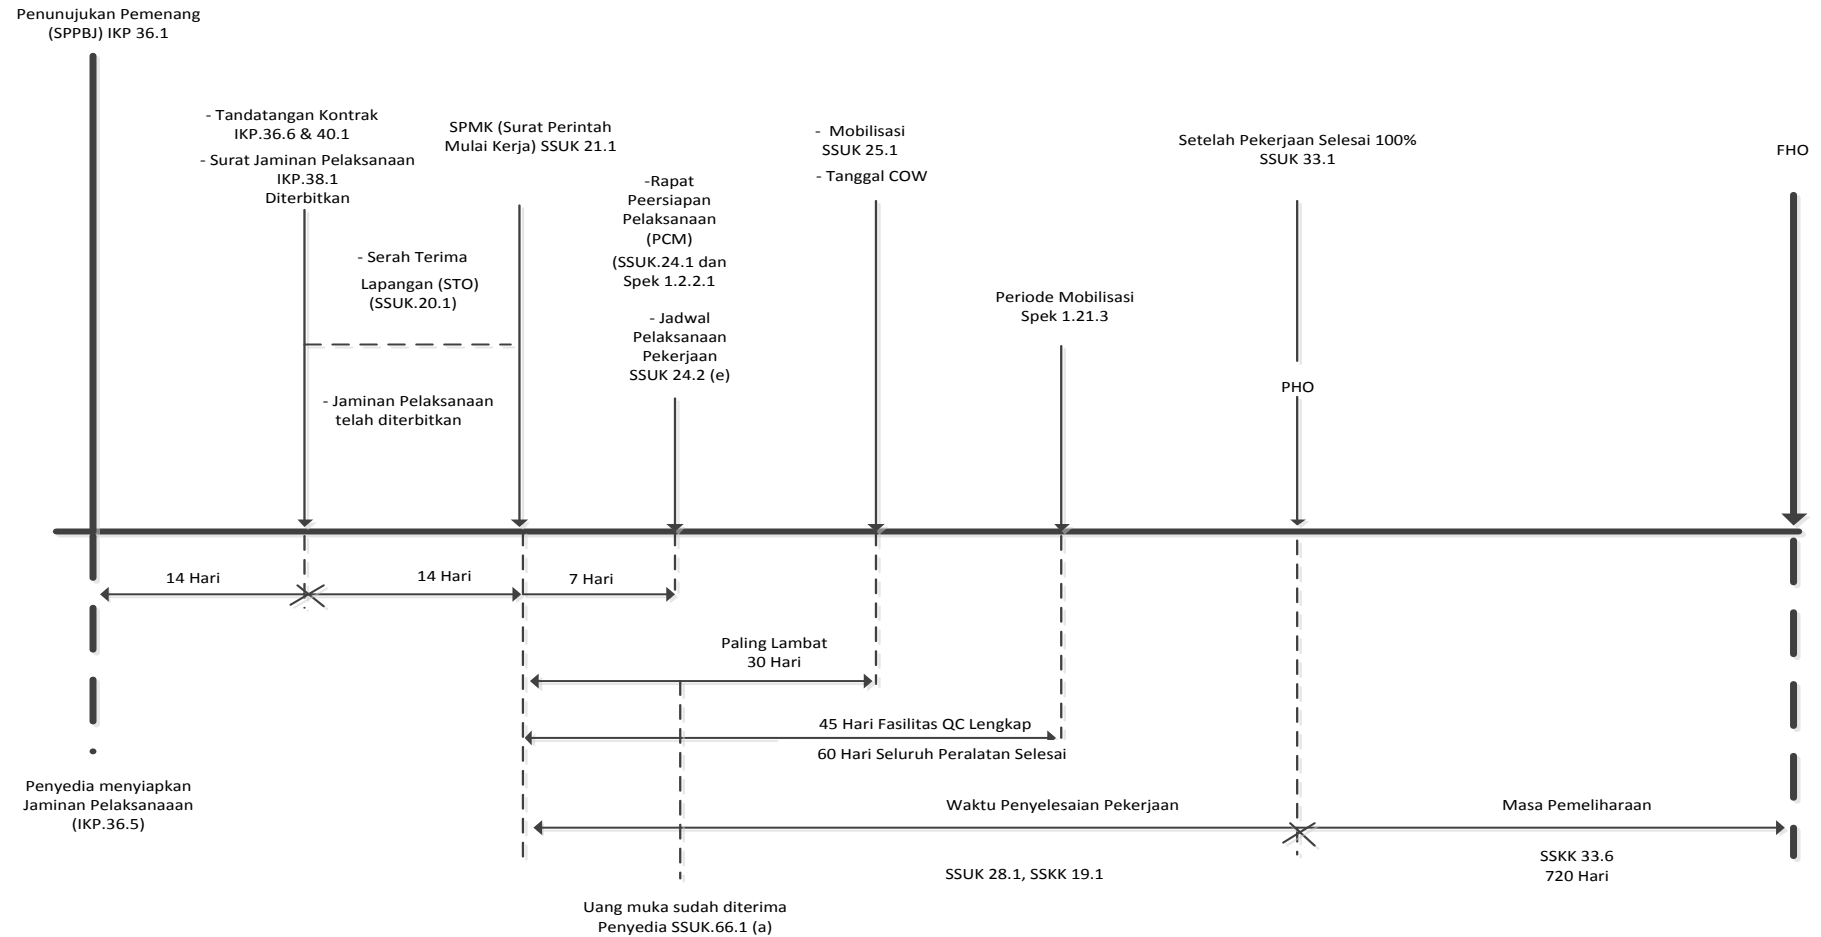 Penunujukan Pemenang
(SPPBJ) IKP 36.1
- Tandatangan Kontrak
IKP.36.6 & 40.1
- Surat Jaminan Pelaksanaan
IKP.38.1
Diterbitkan
SPMK (Surat Perintah
Mulai Kerja) SSUK 21.1
- Mobilisasi
SSUK 25.1
- Tanggal COW
Setelah Pekerjaan Selesai 100%
SSUK 33.1
FHO
-Rapat
Peersiapan
Pelaksanaan
(PCM)
(SSUK.24.1 dan
Spek 1.2.2.1
- Jadwal
Pelaksanaan
Pekerjaan
SSUK 24.2 (e)
- Serah Terima
Lapangan (STO)
(SSUK.20.1)
Periode Mobilisasi
Spek 1.21.3
PHO
- Jaminan Pelaksanaan
telah diterbitkan
14 Hari
14 Hari
7 Hari
Paling Lambat
30 Hari
45 Hari Fasilitas QC Lengkap
60 Hari Seluruh Peralatan Selesai
Penyedia menyiapkan
Jaminan Pelaksanaaan
(IKP.36.5)
Waktu Penyelesaian Pekerjaan
Masa Pemeliharaan
SSUK 28.1, SSKK 19.1
SSKK 33.6
720 Hari
Uang muka sudah diterima
Penyedia SSUK.66.1 (a)